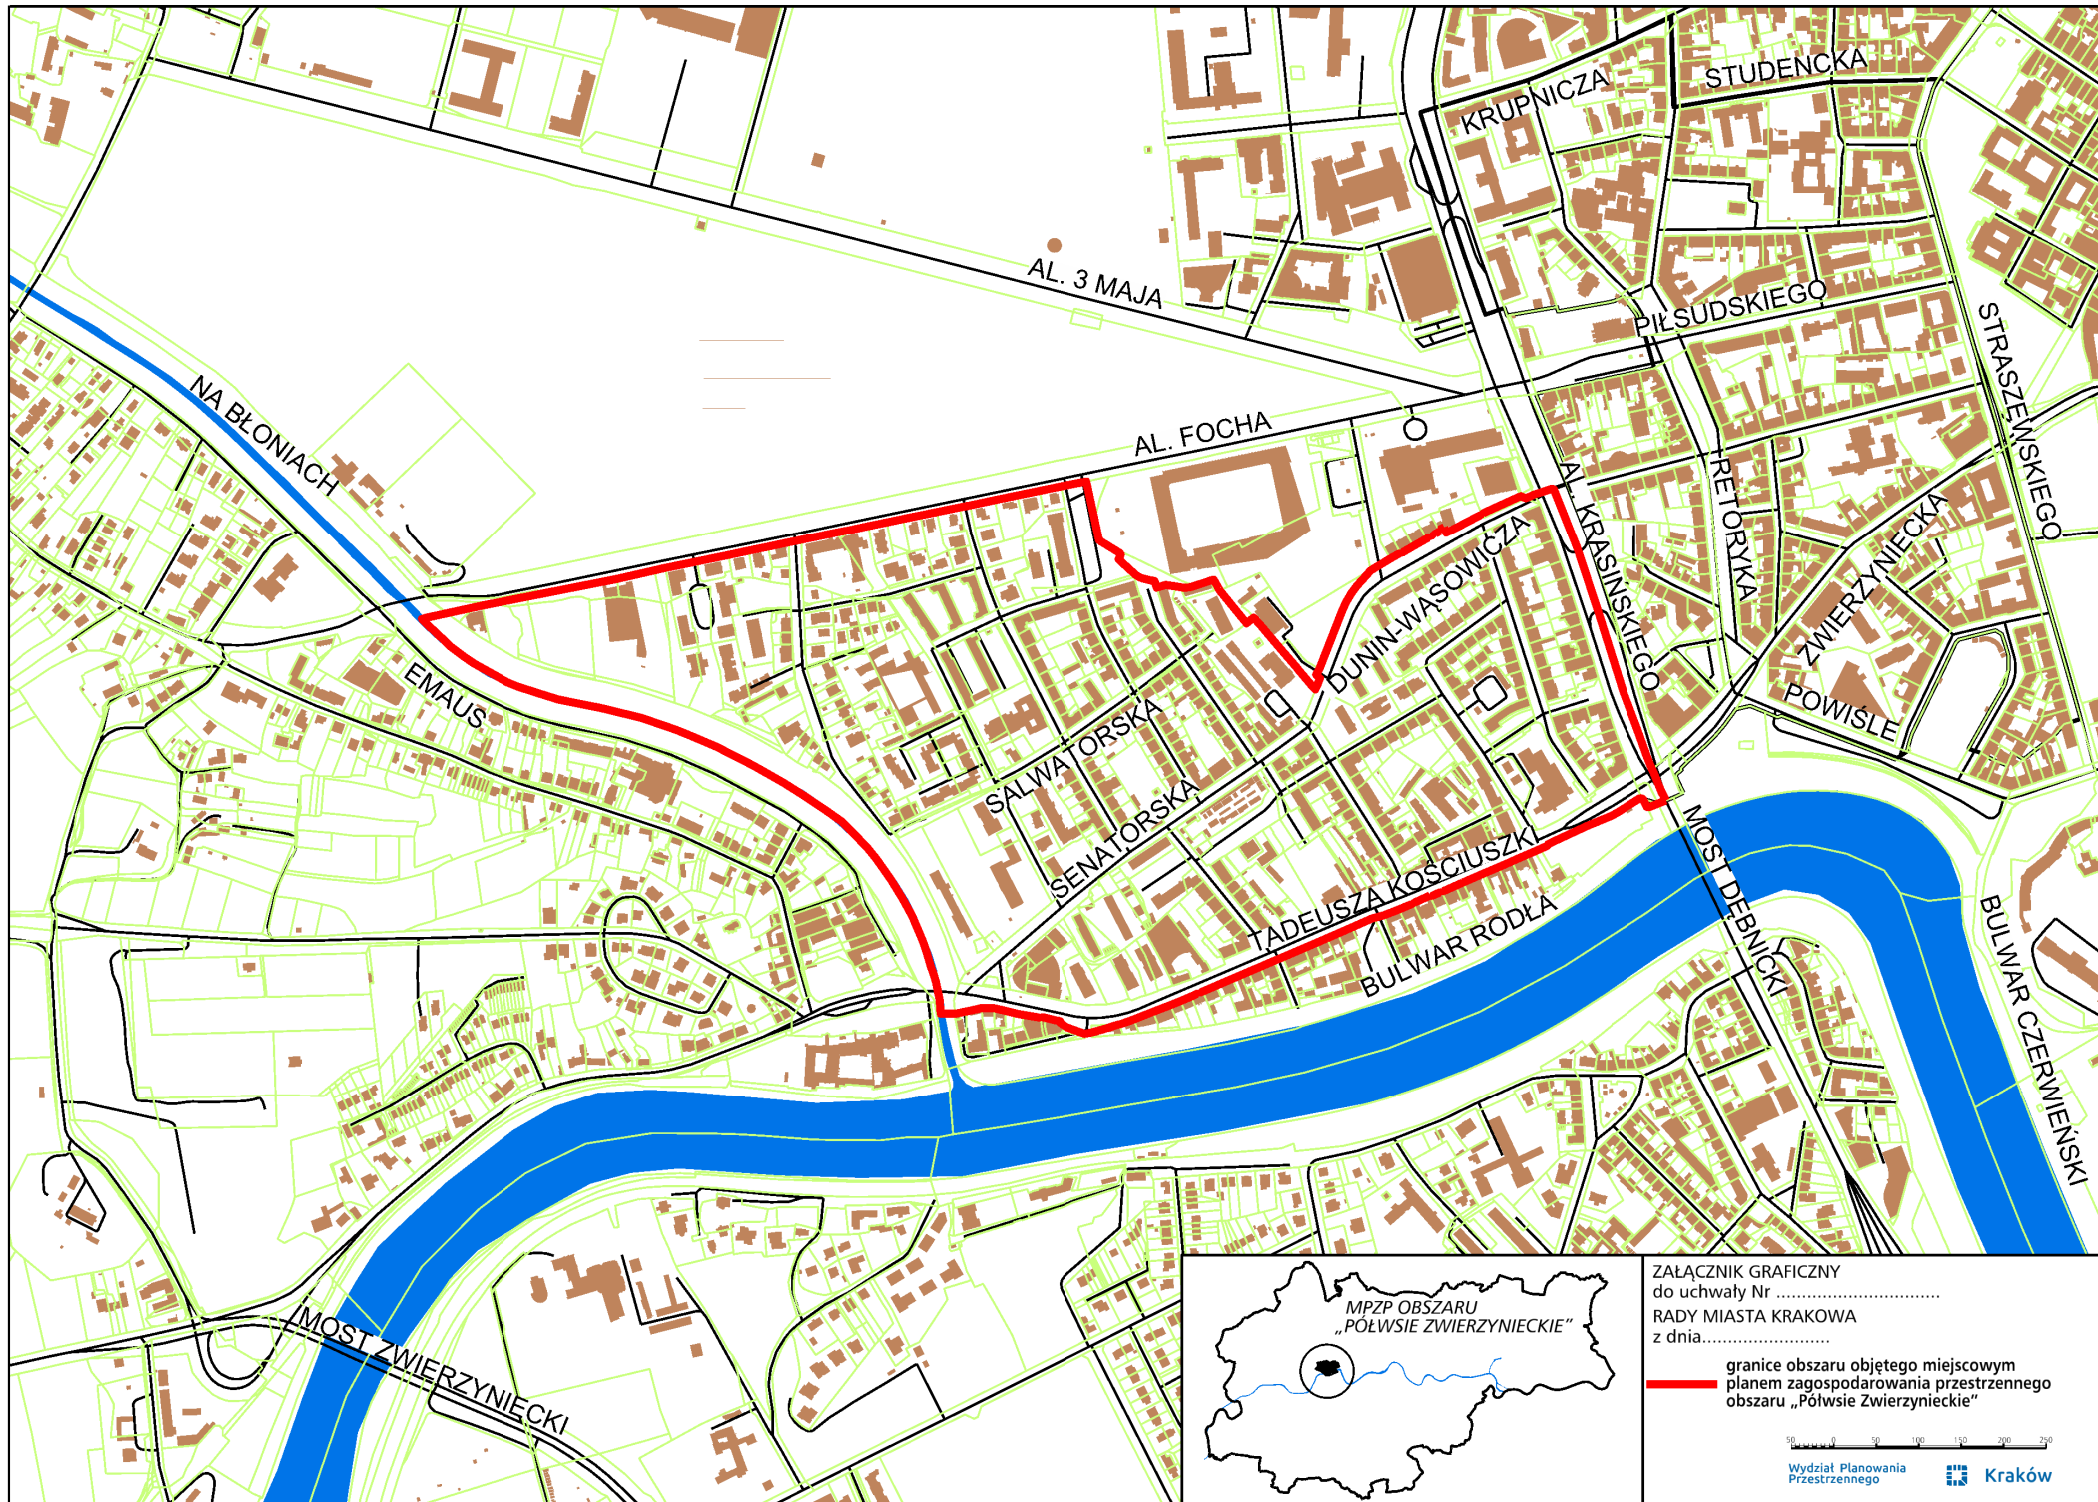 STUDENCKA
KRUPNICZA
AL. 3 MAJA
PIŁSUDSKIEGO
STRASZEWSKIEGO
NA BŁONIACH
AL. FOCHA
AL. KRASIŃSKIEGO
RETORYKA
ZWIERZYNIECKA
DUNIN-WĄSOWICZA
EMAUS
POWIŚLE
SALWATORSKA
SENATORSKA
TADEUSZA KOŚCIUSZKI
MOST DĘBNICKI
BULWAR RODŁA
BULWAR CZERWIEŃSKI
MOST ZWIERZYNIECKI
MPZP OBSZARU
„PÓŁWSIE ZWIERZYNIECKIE”
ZAŁĄCZNIK GRAFICZNY
do uchwały Nr ................................
RADY MIASTA KRAKOWA
z dnia.........................
granice obszaru objętego miejscowym
planem zagospodarowania przestrzennego
obszaru „Półwsie Zwierzynieckie”
50 0 50 100 150 200 250
Wydział Planowania
Przestrzennego
Kraków